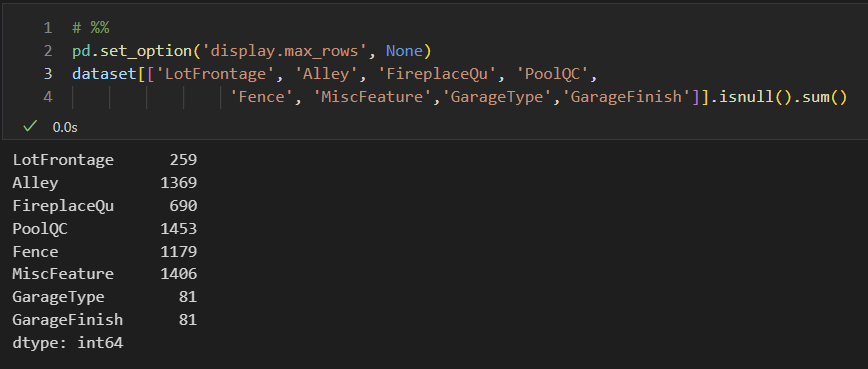 1 # %%
2 pd.set_option('display.max_rows', None)
3 dataset[['LotFrontage', 'Alley', 'FireplaceQu', 'PoolQC',
4 'Fence', 'MiscFeature','GarageType','GarageFinish']].isnull().sum()
0.0s
LotFrontage 259
Alley 1369
FireplaceQu 690
PoolQC 1453
Fence 1179
MiscFeature 1406
GarageType 81
GarageFinish 81
dtype: int64